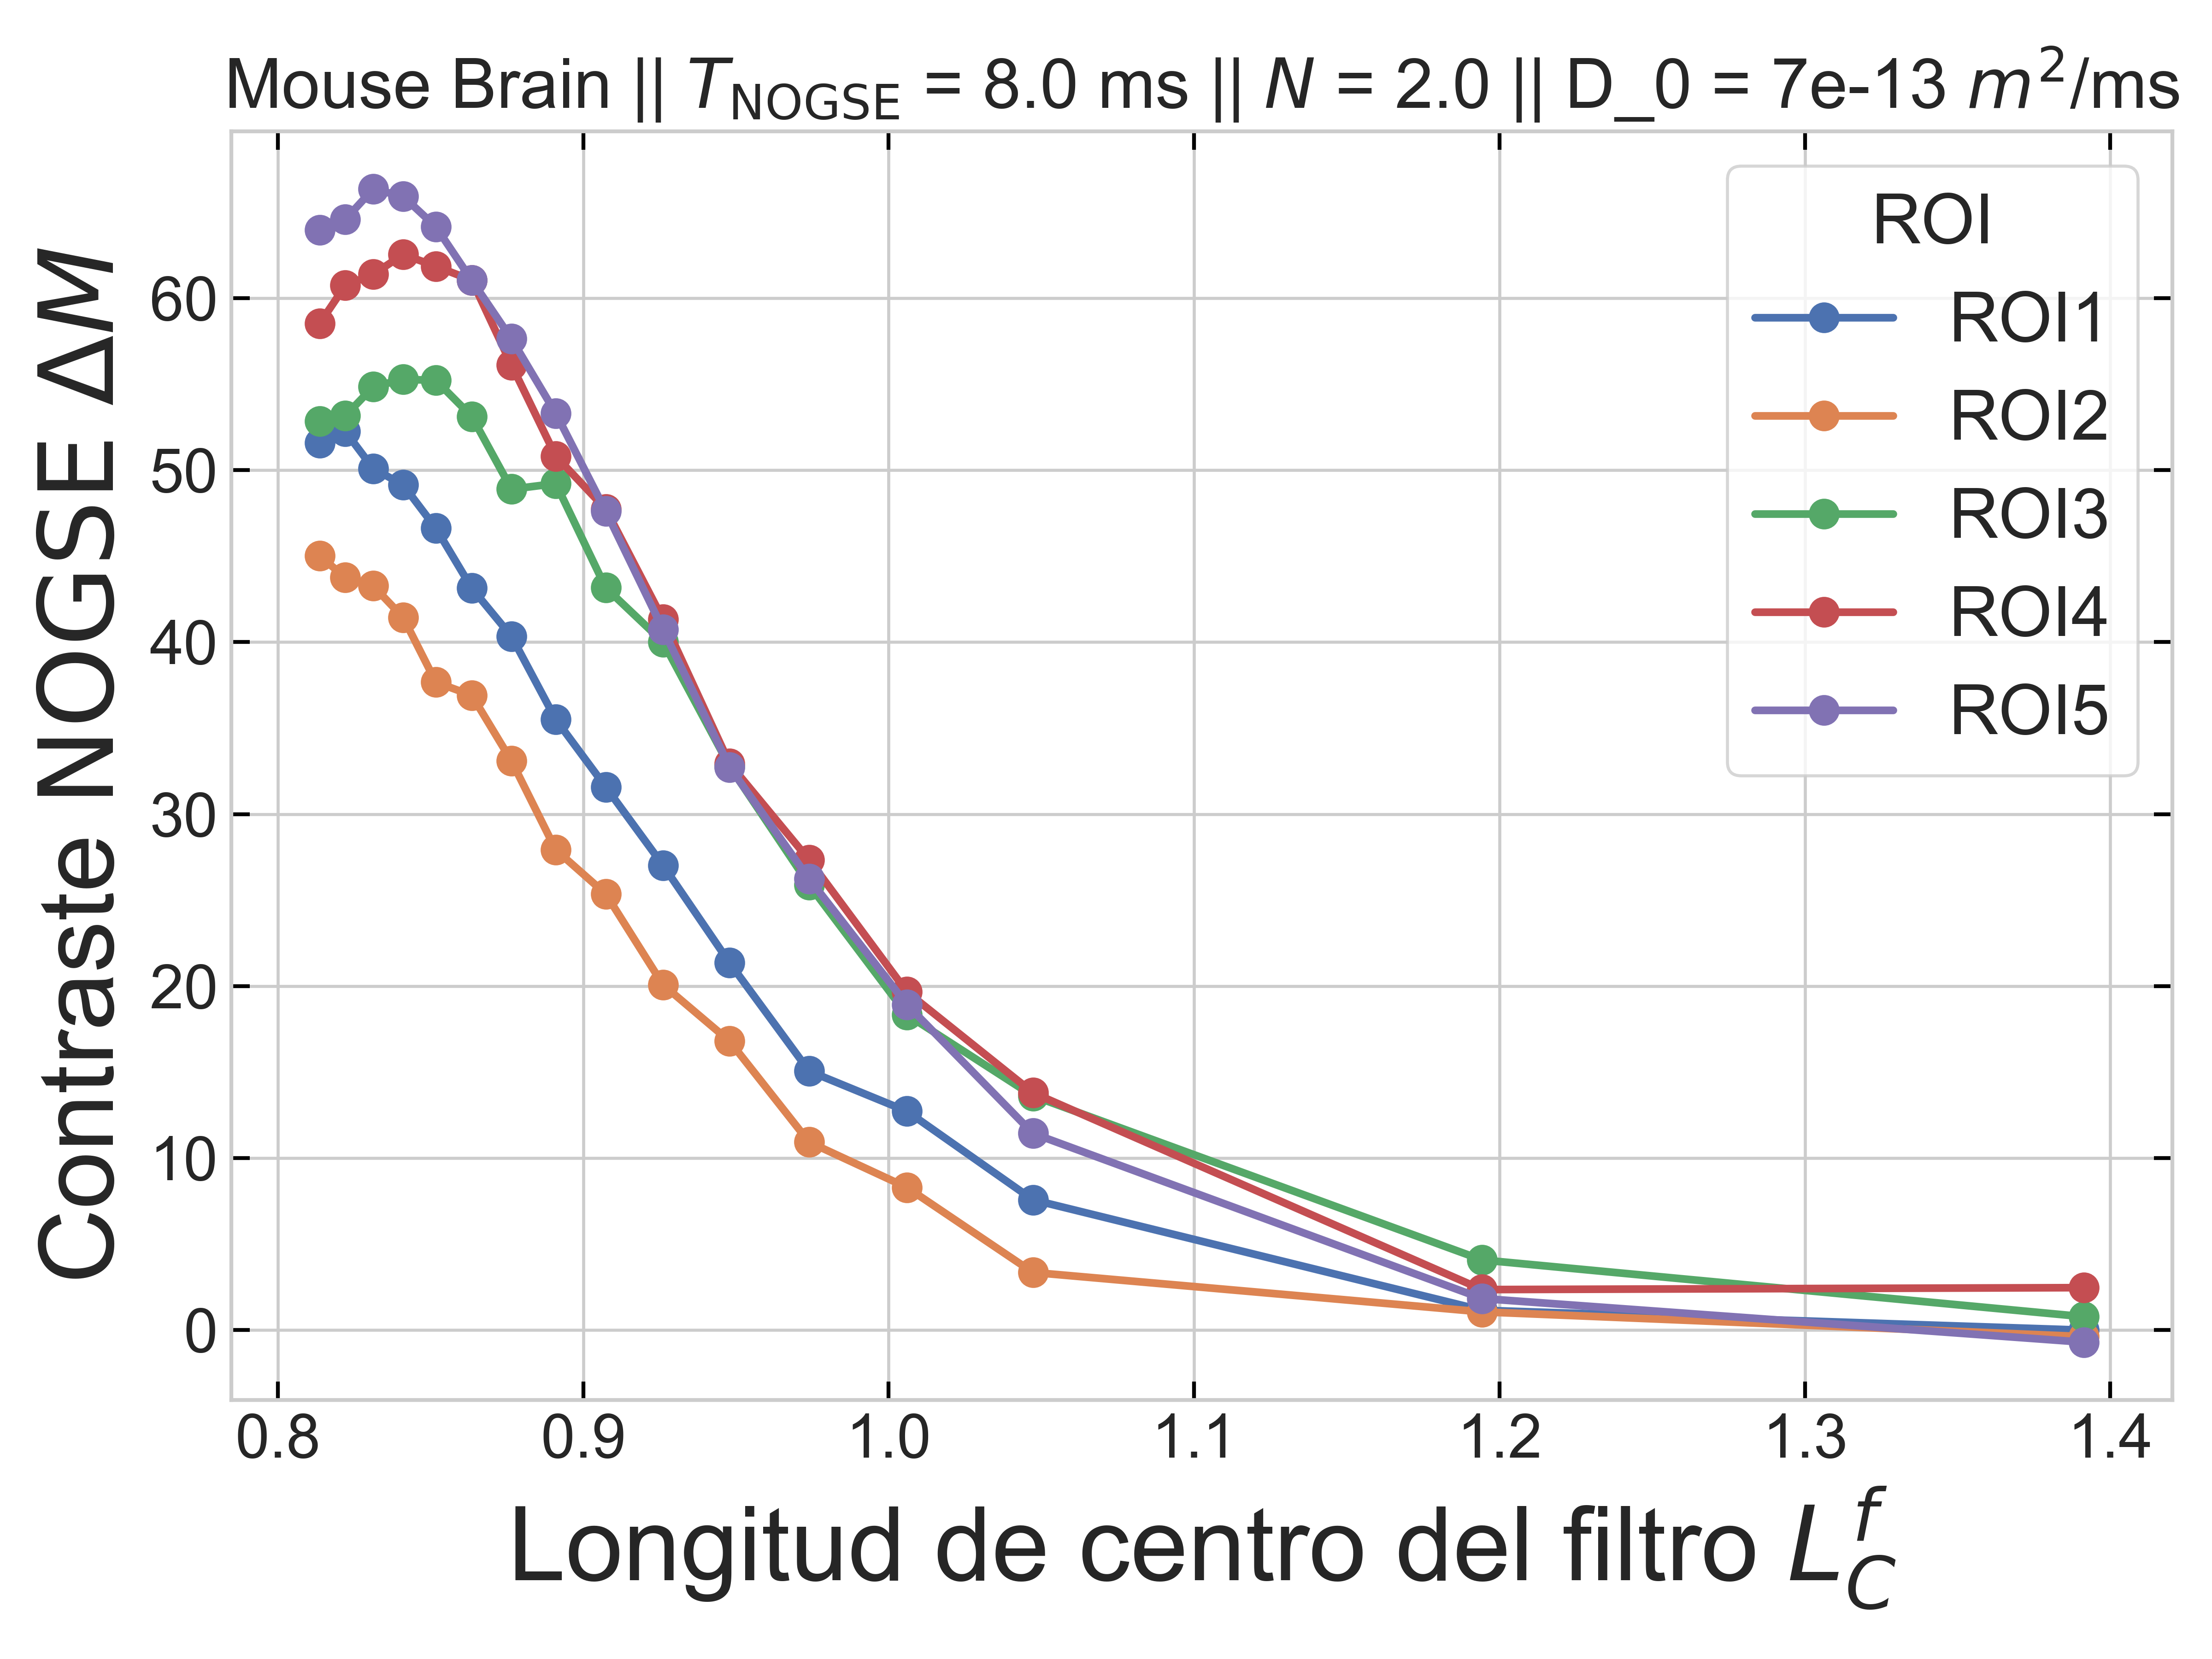 Mouse Brain || T_NOGSE = 8.0 ms || N = 2.0 || D_0 = 7e-13 m²/ms
Contraste NOGSE ΔM
60
50
40
30
20
10
0
ROI
ROI1
ROI2
ROI3
ROI4
ROI5
0.8 0.9 1.0 1.1 1.2 1.3 1.4
Longitud de centro del filtro L_C^f